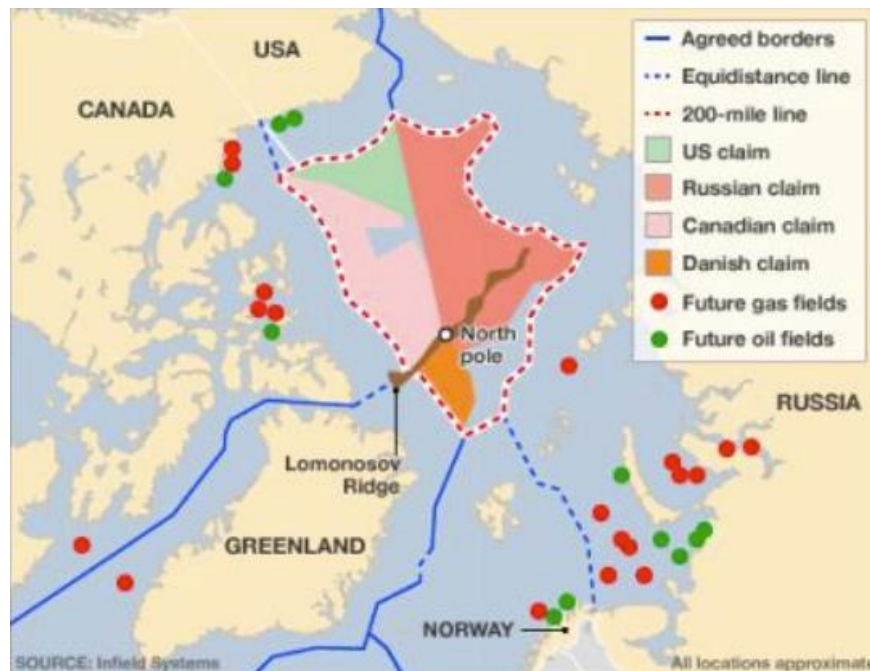 USA
CANADA
Agreed borders
Equidistance line
200-mile line
US claim
Russian claim
Canadian claim
Danish claim
Future gas fields
Future oil fields
North
pole
RUSSIA
Lomonosov
Ridge
GREENLAND
NORWAY
SOURCE: Infield Systems
All locations approximate